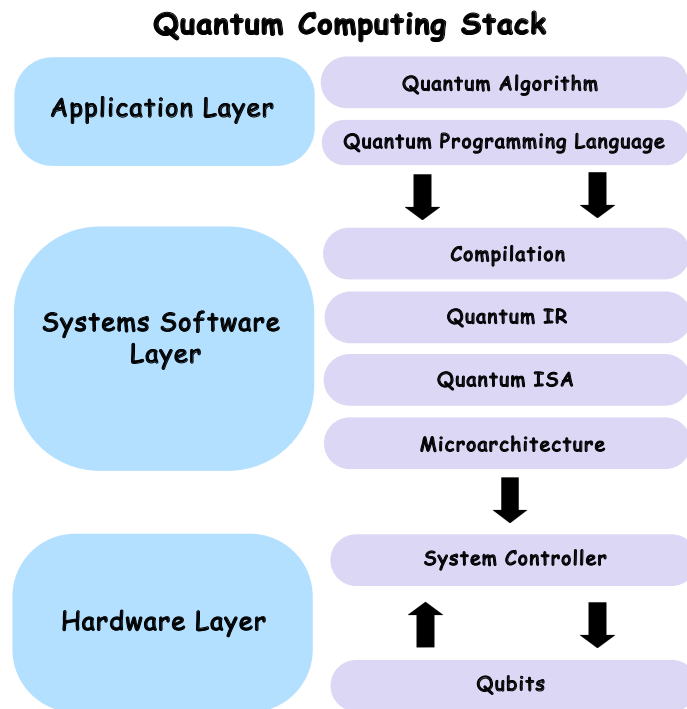 Quantum Computing Stack
Application Layer
Quantum Algorithm
Quantum Programming Language
Systems Software
Layer
Compilation
Quantum IR
Quantum ISA
Microarchitecture
Hardware Layer
System Controller
Qubits